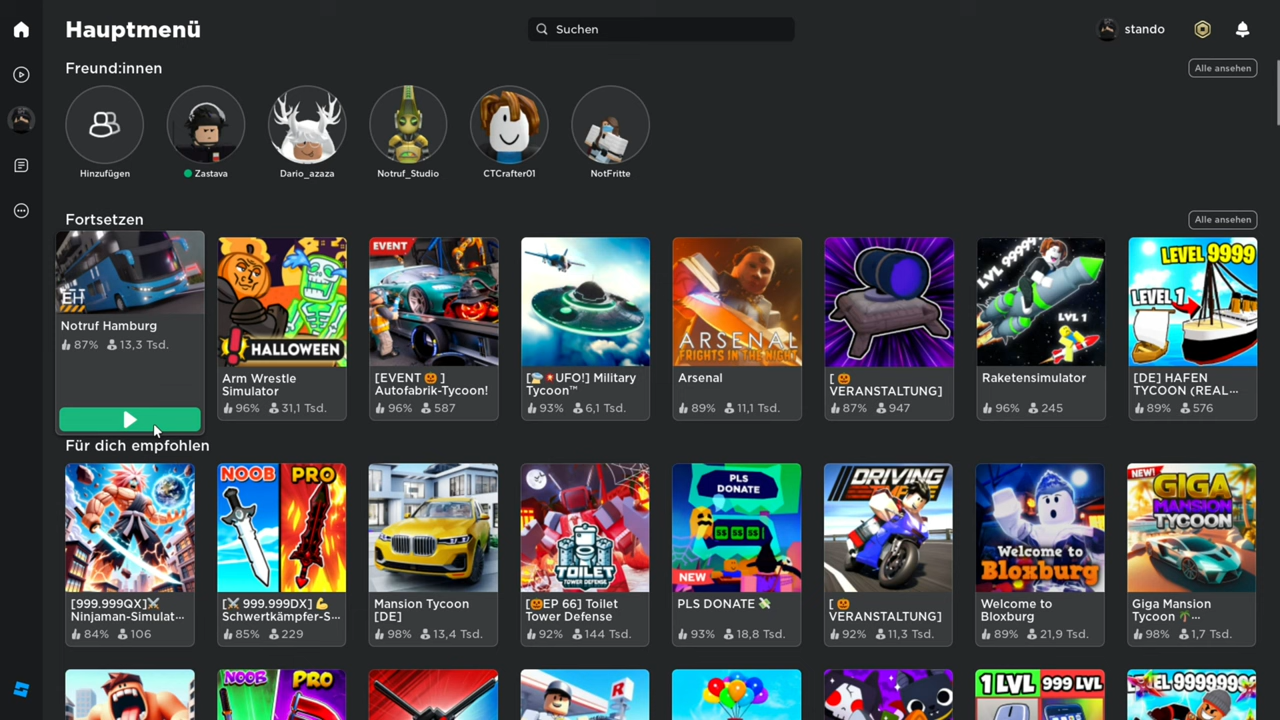 Hauptmenü
Suchen
stando
Freund:innen
Alle ansehen
Hinzufügen
Zastava
Dario_azaza
Notruf_Studio
CTCrafter01
NotFritte
Fortsetzen
Alle ansehen
EH
Notruf Hamburg
87% 13,3 Tsd.
HALLOWEEN
Arm Wrestle
Simulator
96% 31,1 Tsd.
EVENT
[EVENT 🎃 ]
Autofabrik-Tycoon!
96% 587
[🌪️💥UFO!] Military
Tycoon™
93% 6,1 Tsd.
ARSENAL
FRIGHTS IN THE NIGHT
Arsenal
89% 11,1 Tsd.
[ 🎃
VERANSTALTUNG]
87% 947
LVL 9999
LVL 1
Raketensimulator
96% 245
LEVEL 9999
LEVEL 1
[DE] HAFEN
TYCOON (REAL…
89% 576
Für dich empfohlen
[999.999QX]⚔️
Ninjaman-Simulat…
84% 106
NOOB PRO
[⚔️ 999.999DX] 💪
Schwertkämpfer-S…
85% 229
Mansion Tycoon
[DE]
98% 13,4 Tsd.
TOILET
TOWER DEFENSE
[🎃EP 66] Toilet
Tower Defense
92% 144 Tsd.
PLS
DONATE
NEW
PLS DONATE 💸
93% 18,8 Tsd.
DRIVING
[ 🎃
VERANSTALTUNG]
92% 11,3 Tsd.
Welcome to
Bloxburg
Welcome to
Bloxburg
89% 21,9 Tsd.
NEW!
GIGA
MANSION
TYCOON
Giga Mansion
Tycoon 🌴…
98% 1,7 Tsd.
NOOB PRO
R
1 LVL 999 LVL